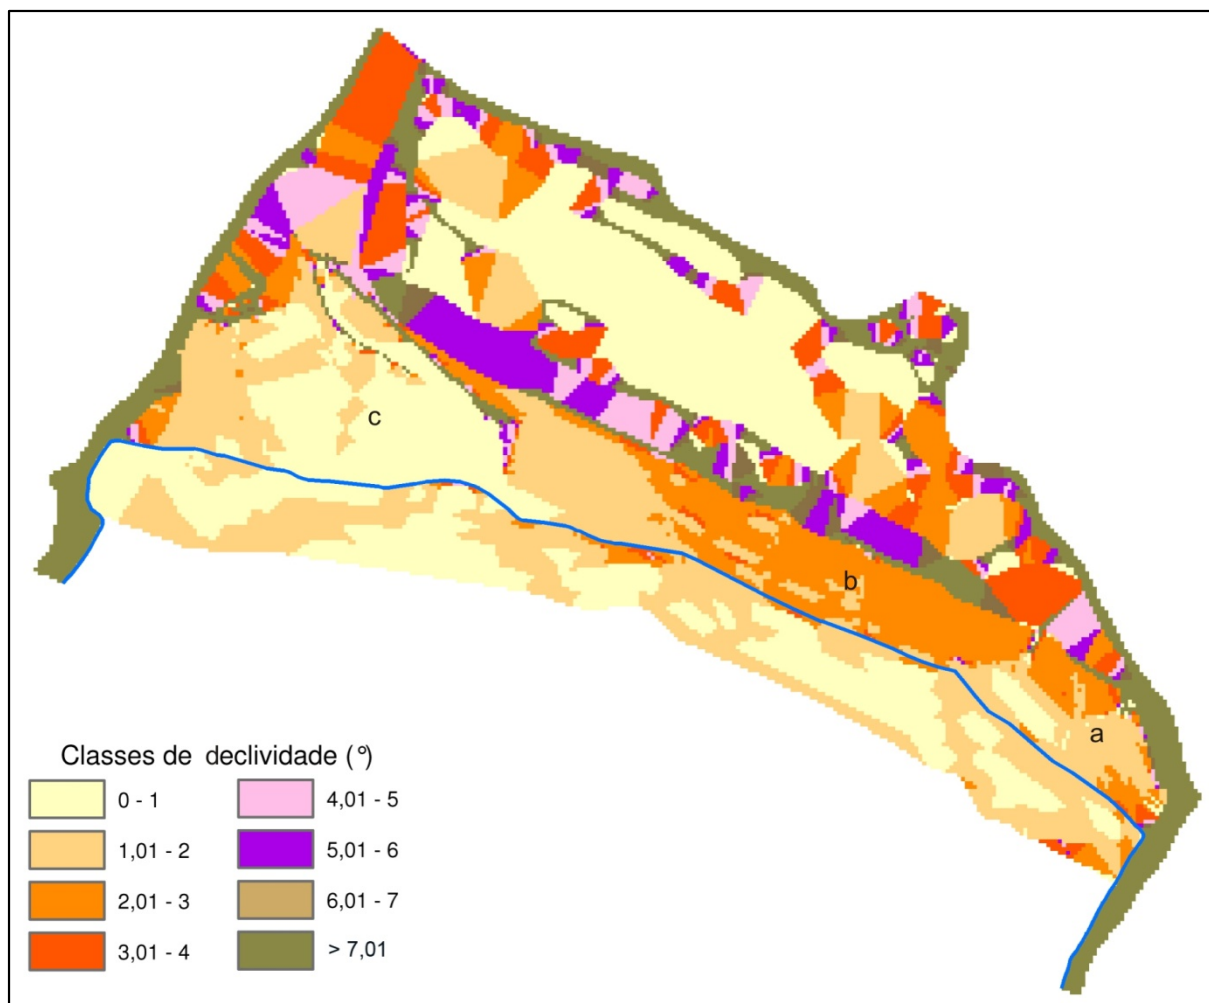 c
b
a
Classes de declividade (°)
0 - 1
4,01 - 5
1,01 - 2
5,01 - 6
2,01 - 3
6,01 - 7
3,01 - 4
> 7,01